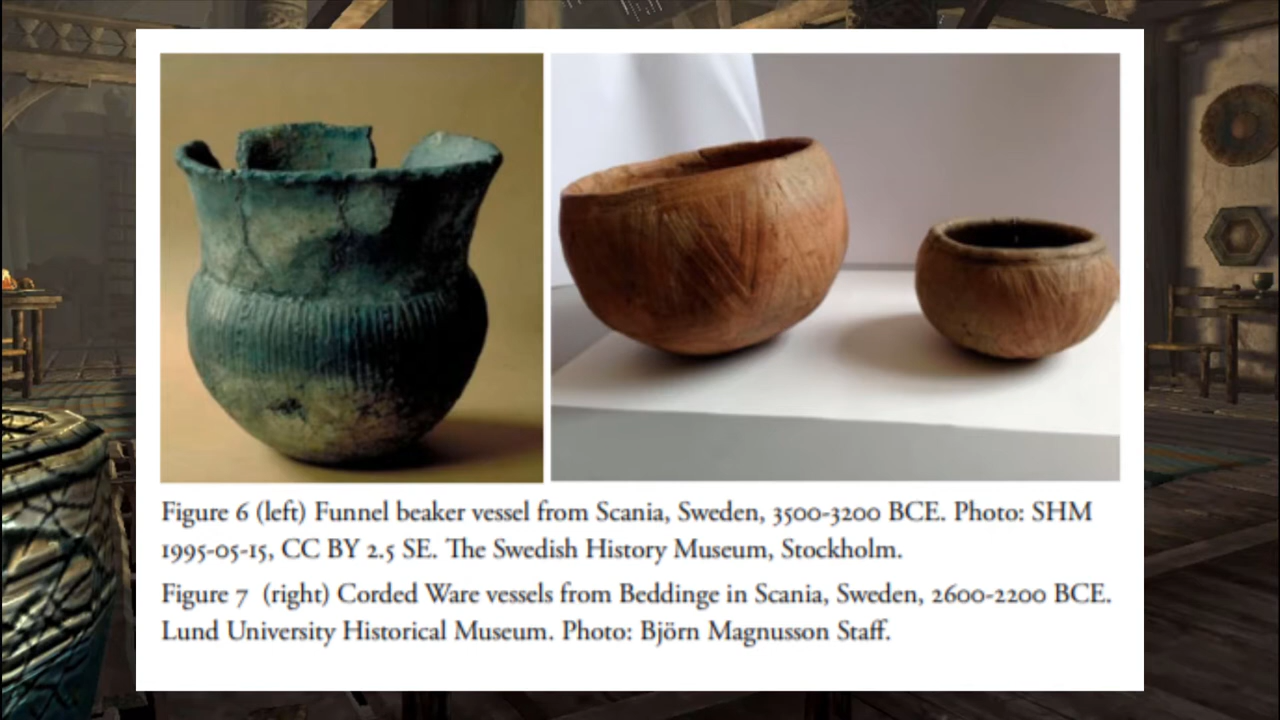 Figure 6 (left) Funnel beaker vessel from Scania, Sweden, 3500-3200 BCE. Photo: SHM
1995-05-15, CC BY 2.5 SE. The Swedish History Museum, Stockholm.
Figure 7 (right) Corded Ware vessels from Beddinge in Scania, Sweden, 2600-2200 BCE.
Lund University Historical Museum. Photo: Björn Magnusson Staff.